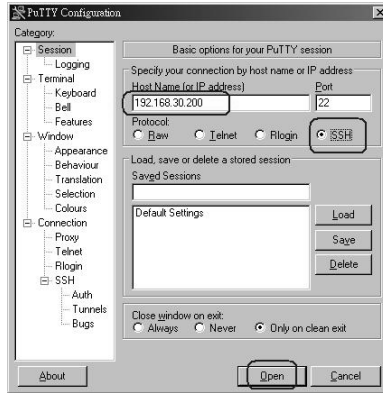 PuTTY Configuration
Category:
Session
Logging
Terminal
Keyboard
Bell
Features
Window
Appearance
Behaviour
Translation
Selection
Colours
Connection
Proxy
Telnet
Rlogin
SSH
Auth
Tunnels
Bugs
Basic options for your PuTTY session
Specify your connection by host name or IP address
Host Name (or IP address) Port
192.168.30.200 22
Protocol:
Raw Telnet Rlogin SSH
Load, save or delete a stored session
Saved Sessions
Default Settings
Load
Save
Delete
Close window on exit:
Always Never Only on clean exit
About Open Cancel